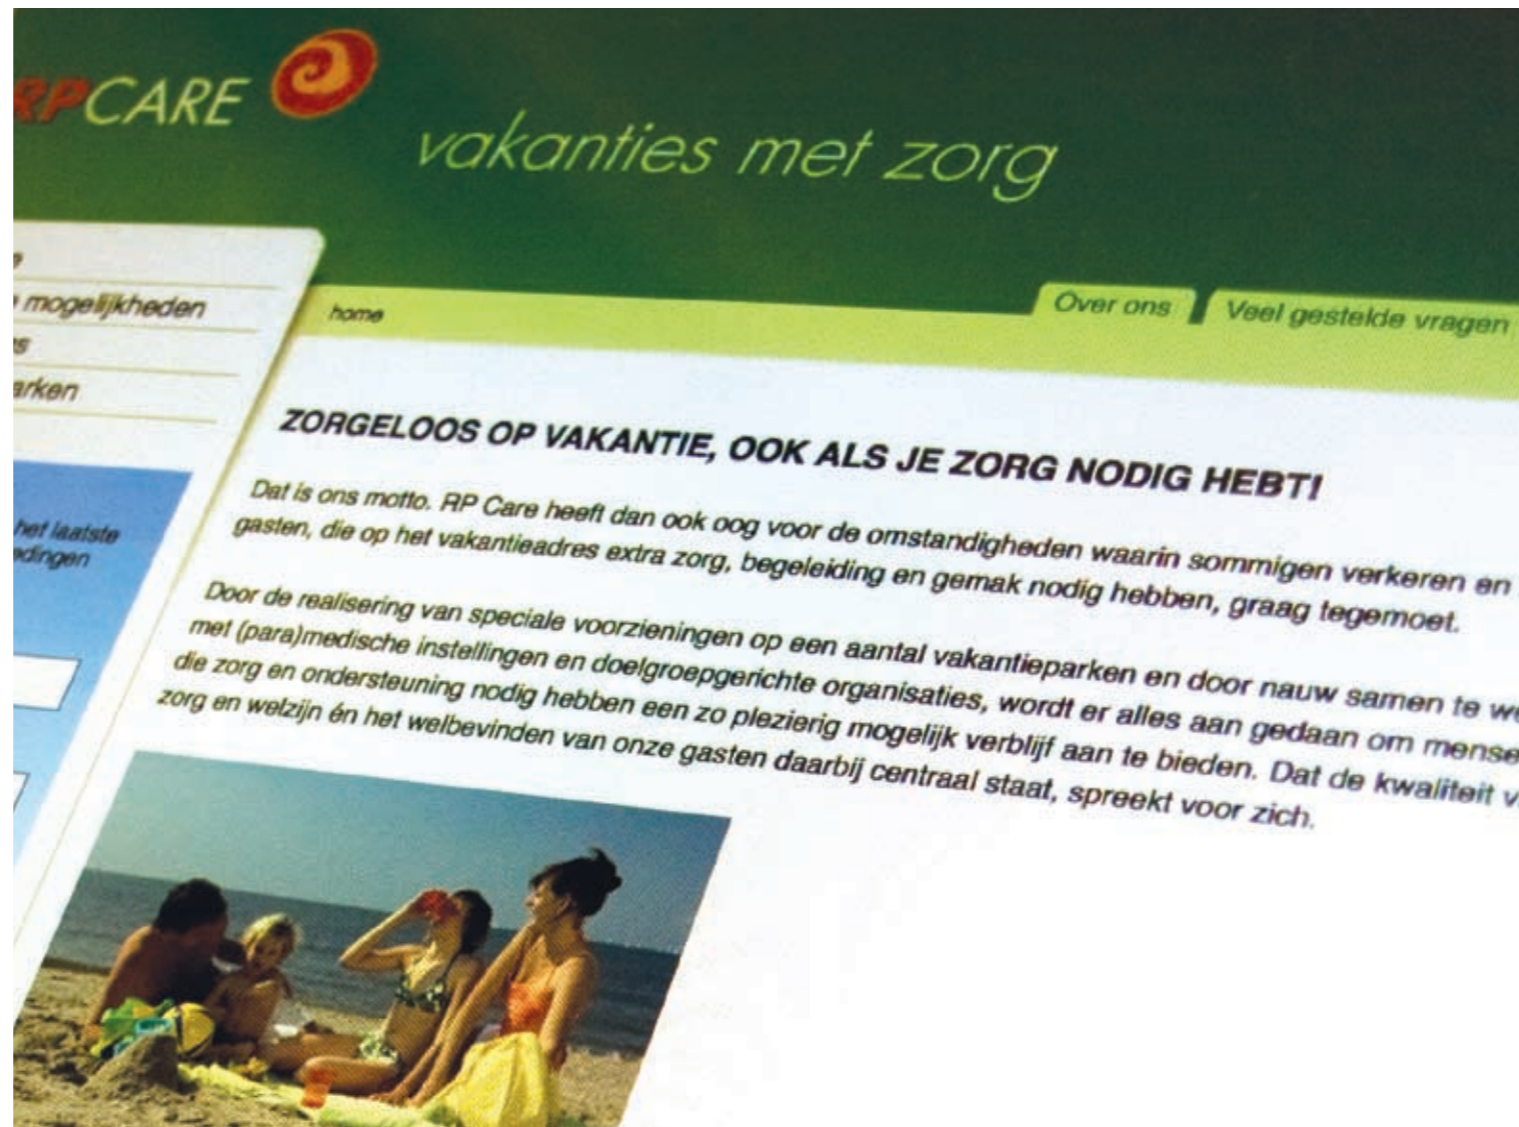 RPCARE
vakanties met zorg
mogelijkheden
home
Over ons
Veel gestelde vragen
ZORGELOOS OP VAKANTIE, OOK ALS JE ZORG NODIG HEBT!
Dat is ons motto. RP Care heeft dan ook oog voor de omstandigheden waarin sommigen verkeren en
gasten, die op het vakantieadres extra zorg, begeleiding en gemak nodig hebben, graag tegemoet.
Door de realisering van speciale voorzieningen op een aantal vakantieparken en door nauw samen te we
met (para)medische instellingen en doelgroepgerichte organisaties, wordt er alles aan gedaan om mense
die zorg en ondersteuning nodig hebben een zo plezierig mogelijk verblijf aan te bieden. Dat de kwaliteit v
zorg en welzijn én het welbevinden van onze gasten daarbij centraal staat, spreekt voor zich.
arken
het laatste
edingen